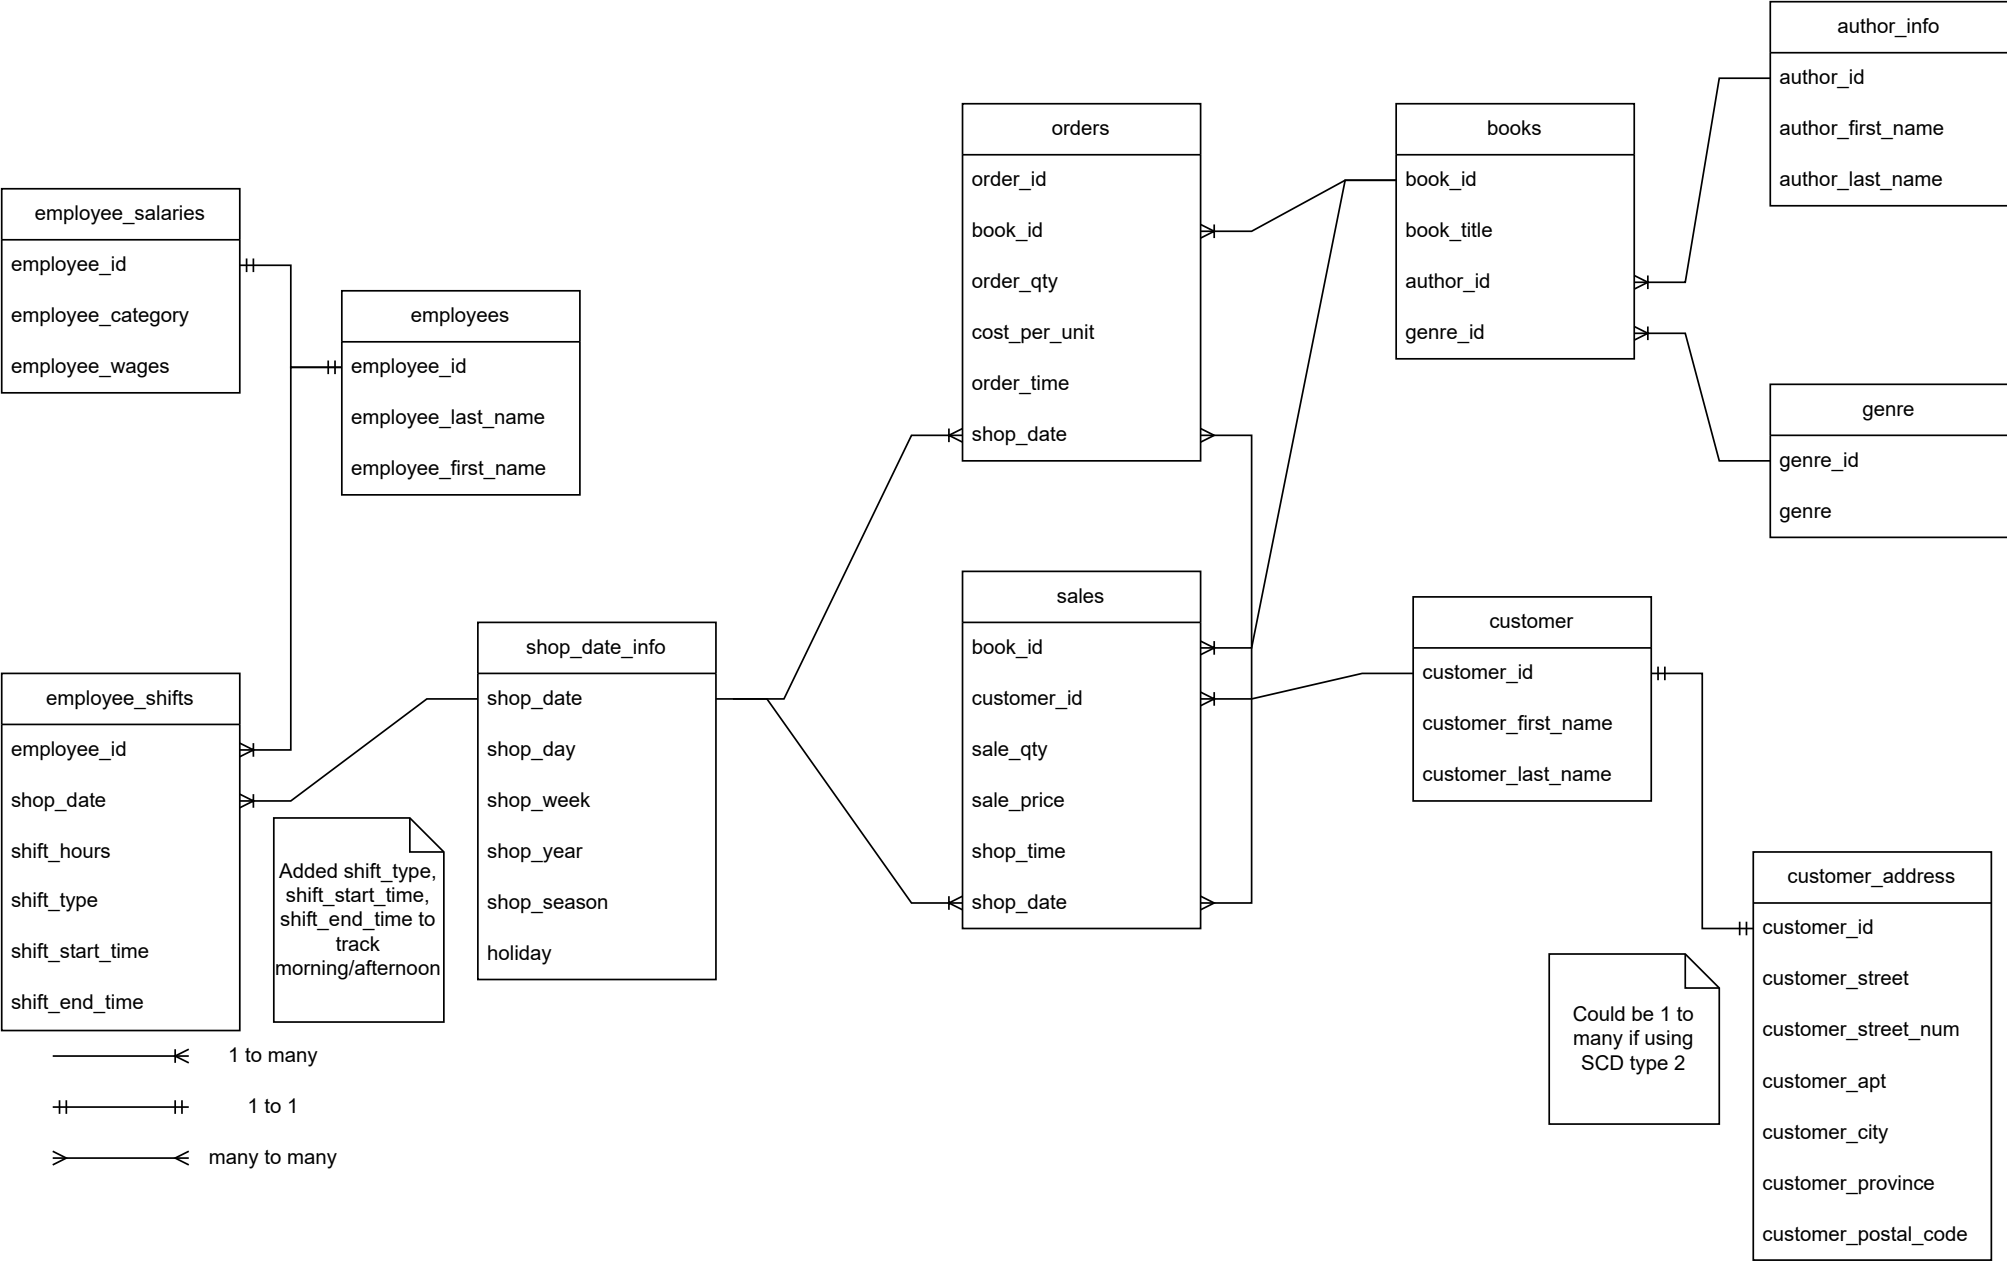 author_info
author_id
author_first_name
author_last_name
orders
order_id
book_id
order_qty
cost_per_unit
order_time
shop_date
books
book_id
book_title
author_id
genre_id
employee_salaries
employee_id
employee_category
employee_wages
employees
employee_id
employee_last_name
employee_first_name
genre
genre_id
genre
sales
book_id
customer_id
sale_qty
sale_price
shop_time
shop_date
customer
customer_id
customer_first_name
customer_last_name
shop_date_info
shop_date
shop_day
shop_week
shop_year
shop_season
holiday
employee_shifts
employee_id
shop_date
shift_hours
shift_type
shift_start_time
shift_end_time
Added shift_type,
shift_start_time,
shift_end_time to
track
morning/afternoon
customer_address
customer_id
customer_street
customer_street_num
customer_apt
customer_city
customer_province
customer_postal_code
Could be 1 to
many if using
SCD type 2
1 to many
1 to 1
many to many